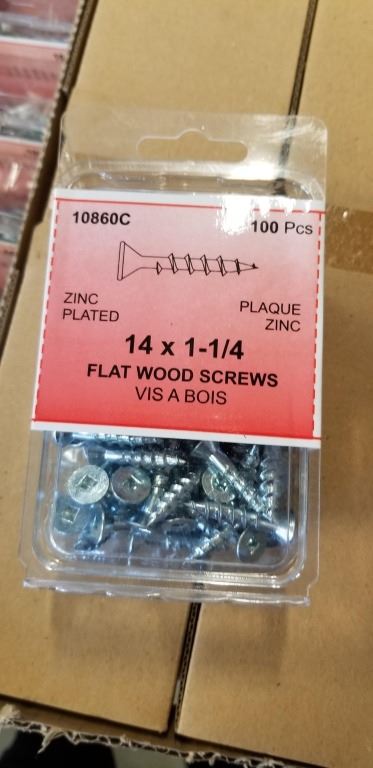 10860C
100 Pcs
ZINC
PLATED
PLAQUE
ZINC
14 x 1-1/4
FLAT WOOD SCREWS
VIS A BOIS